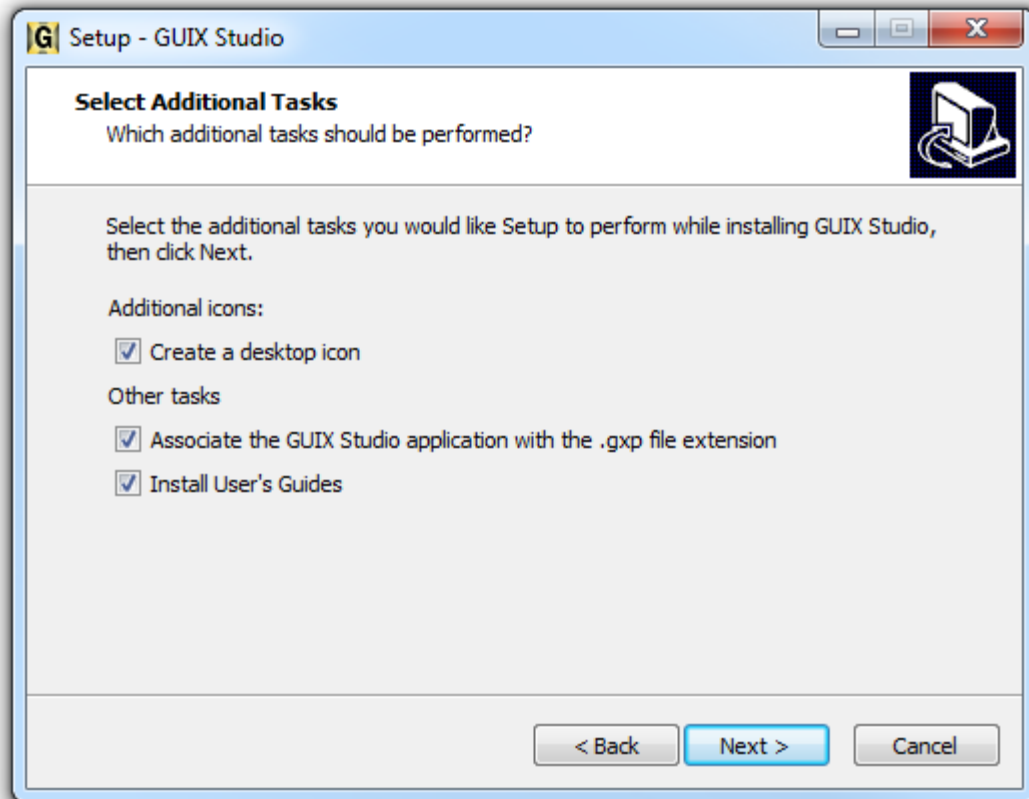 G Setup - GUIX Studio
Select Additional Tasks
Which additional tasks should be performed?
Select the additional tasks you would like Setup to perform while installing GUIX Studio,
then click Next.
Additional icons:
Create a desktop icon
Other tasks
Associate the GUIX Studio application with the .gxp file extension
Install User's Guides
< Back Next > Cancel